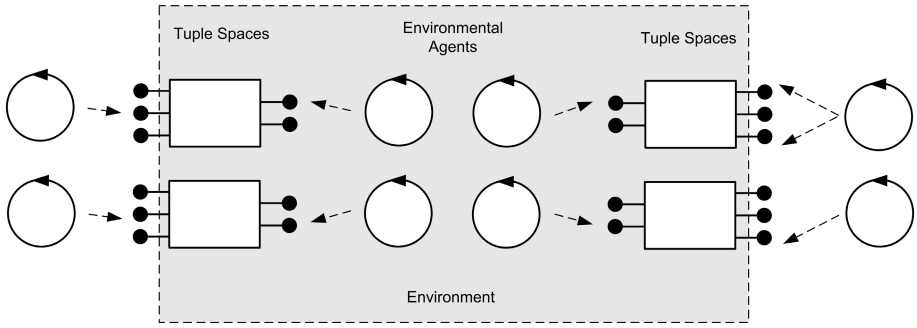 Tuple Spaces
Environmental
Agents
Tuple Spaces
Environment